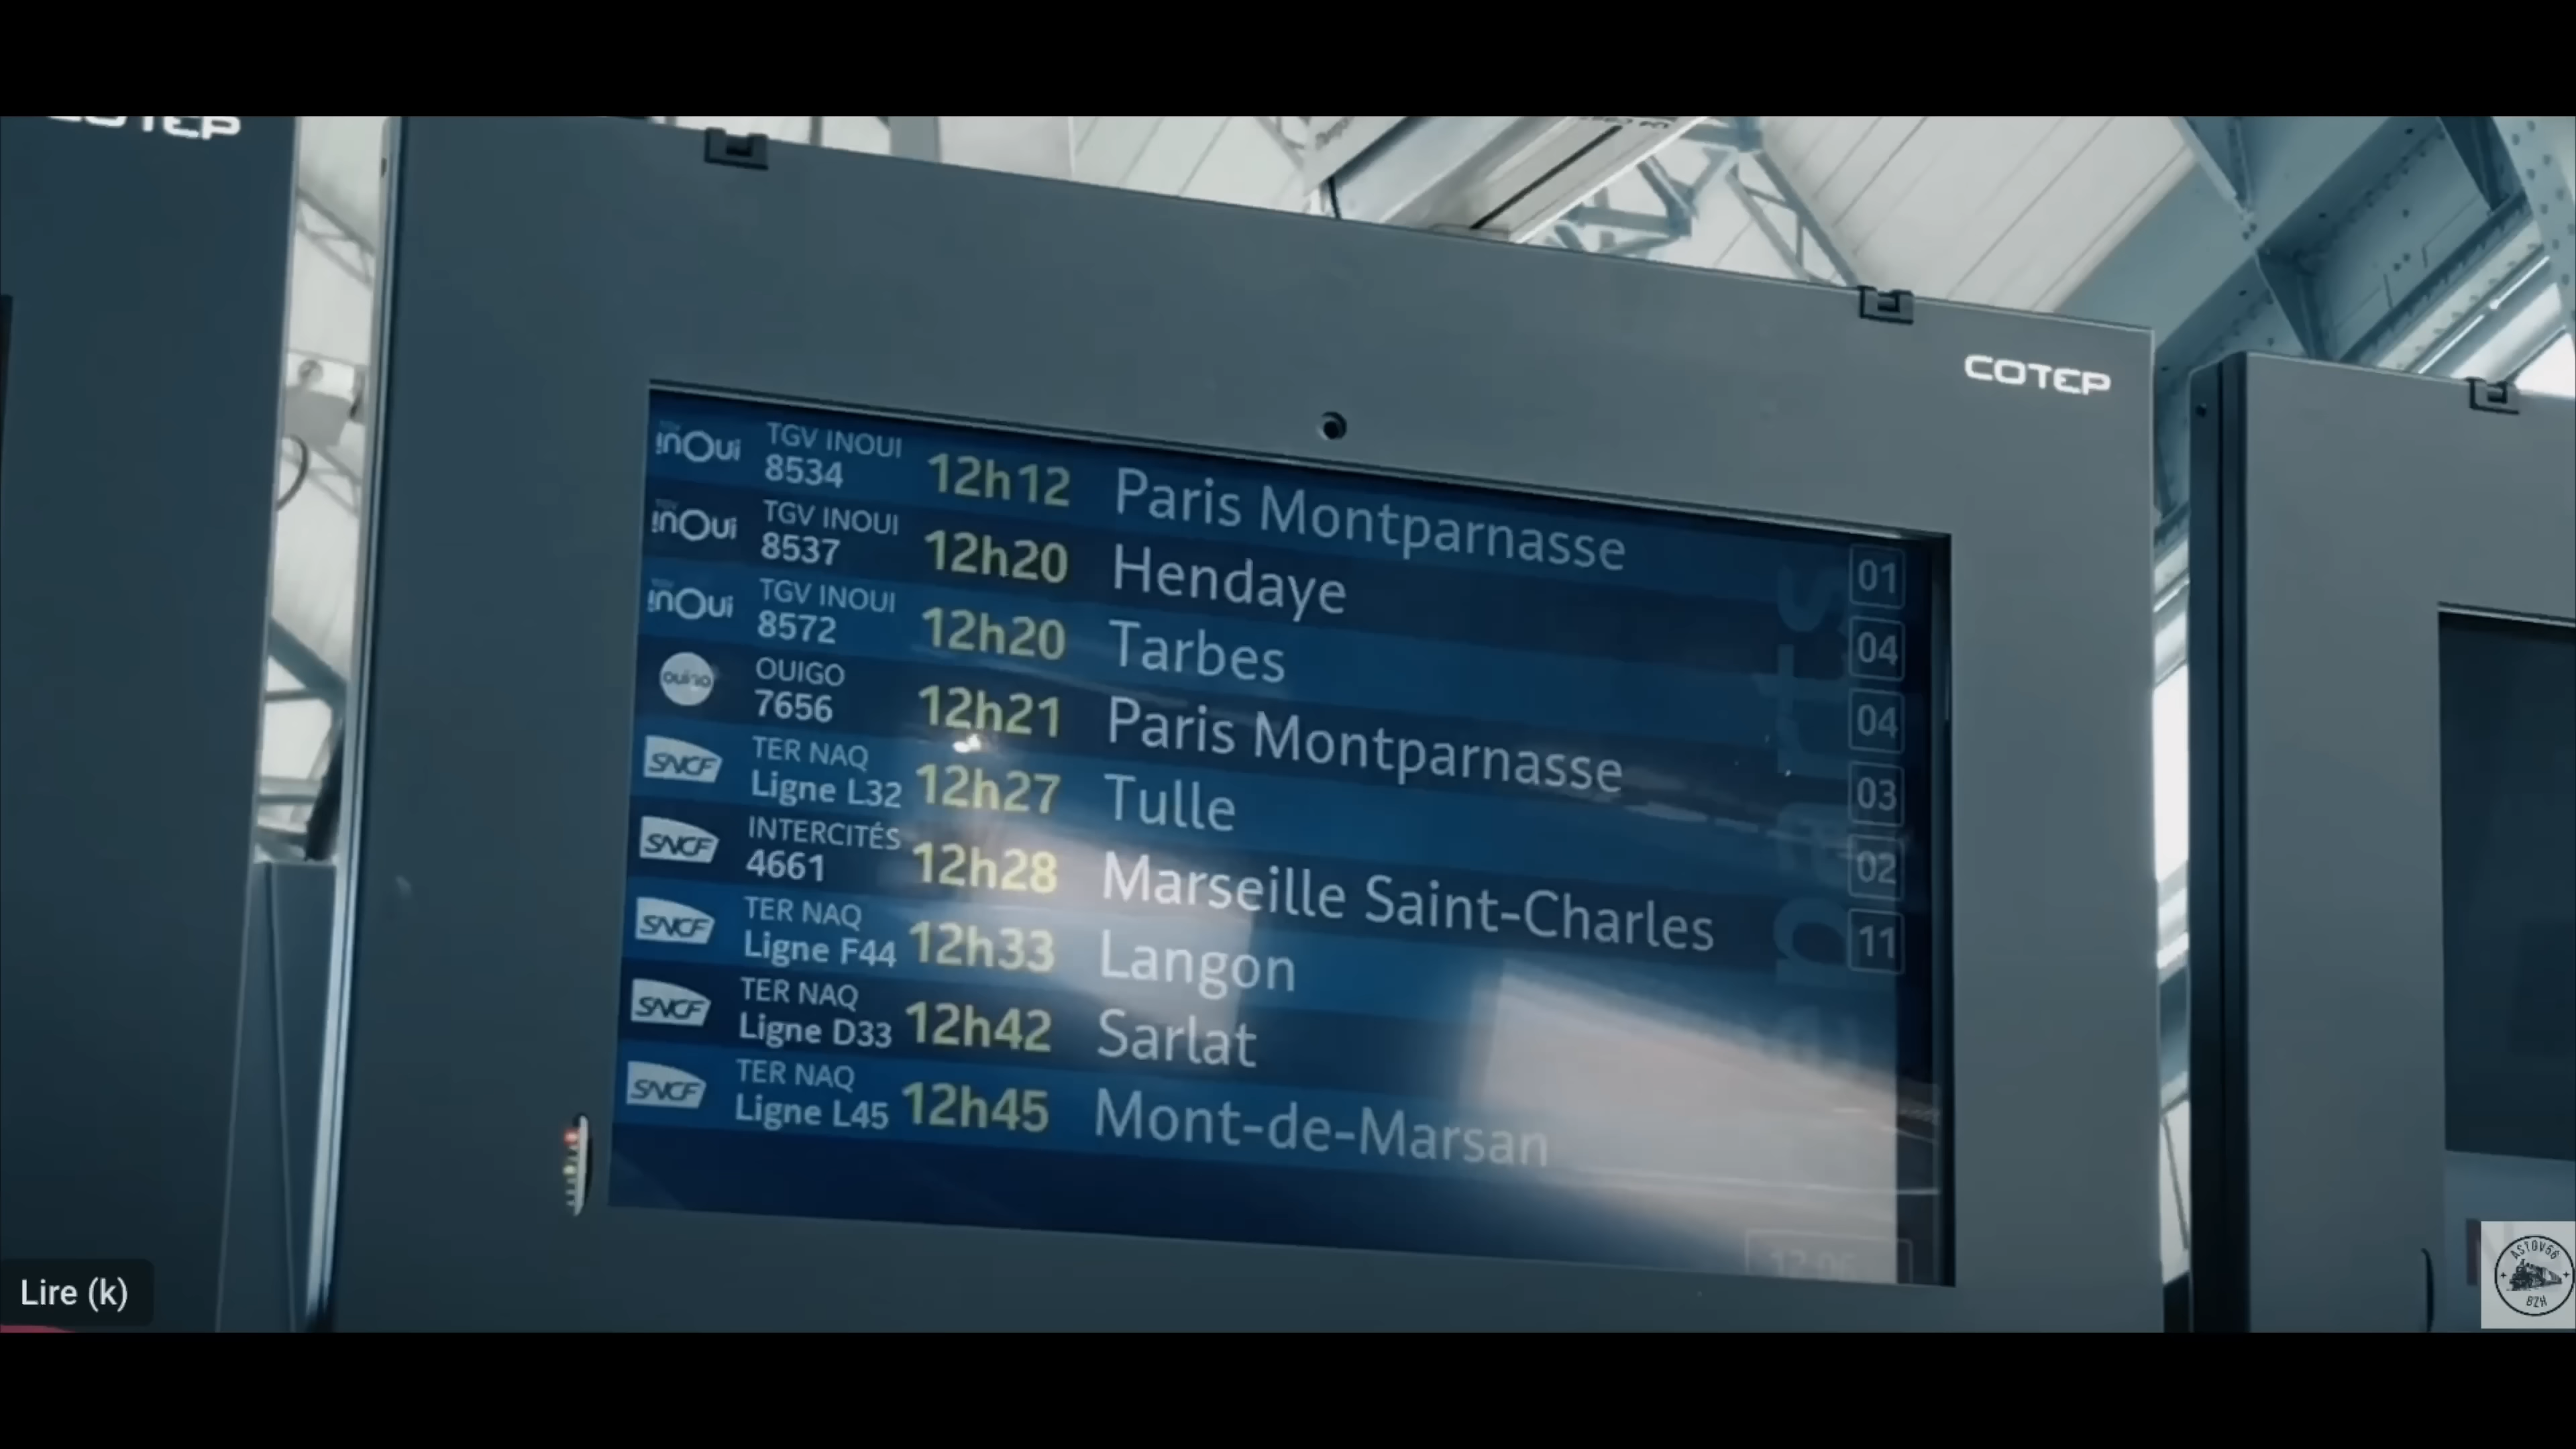 COTEP
COTEP
inOui TGV INOUI 8534 12h12 Paris Montparnasse 01
inOui TGV INOUI 8537 12h20 Hendaye 04
inOui TGV INOUI 8572 12h20 Tarbes 04
OUIGO OUIGO 7656 12h21 Paris Montparnasse 03
SNCF TER NAQ Ligne L32 12h27 Tulle 02
SNCF INTERCITÉS 4661 12h28 Marseille Saint-Charles 11
SNCF TER NAQ Ligne F44 12h33 Langon
SNCF TER NAQ Ligne D33 12h42 Sarlat
SNCF TER NAQ Ligne L45 12h45 Mont-de-Marsan
Lire (k)
BZH